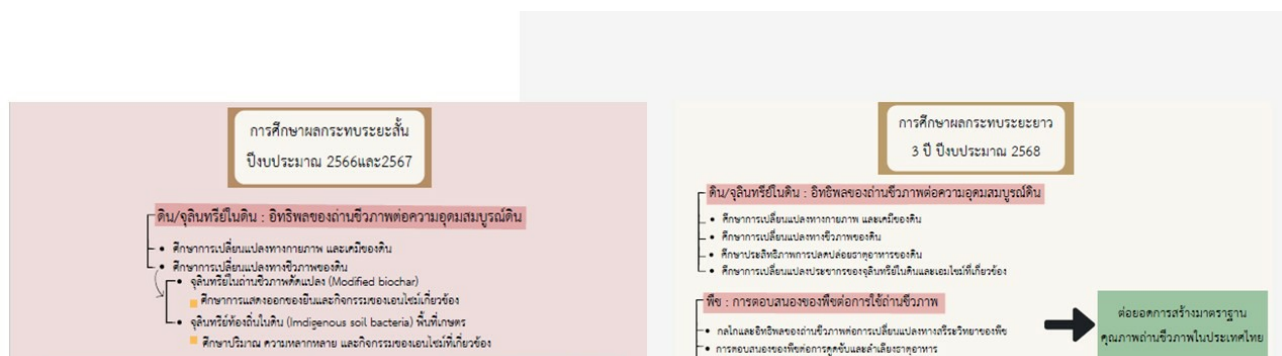 การศึกษาผลกระทบระยะสั้น
ปีงบประมาณ 2566และ2567
ดิน/จุลินทรีย์ในดิน : อิทธิพลของถ่านชีวภาพต่อความอุดมสมบูรณ์ดิน
• ศึกษาการเปลี่ยนแปลงทางกายภาพ และเคมีของดิน
• ศึกษาการเปลี่ยนแปลงทางชีวภาพของดิน
• จุลินทรีย์ในถ่านชีวภาพดัดแปลง (Modified biochar)
ศึกษาการแสดงออกของยีนและกิจกรรมของเอนไซม์เกี่ยวข้อง
• จุลินทรีย์ท้องถิ่นในดิน (Imdigenous soil bacteria) พื้นที่เกษตร
ศึกษาปริมาณ ความหลากหลาย และกิจกรรมของเอนไซม์ที่เกี่ยวข้อง
การศึกษาผลกระทบระยะยาว
3 ปี ปีงบประมาณ 2568
ดิน/จุลินทรีย์ในดิน : อิทธิพลของถ่านชีวภาพต่อความอุดมสมบูรณ์ดิน
• ศึกษาการเปลี่ยนแปลงทางกายภาพ และเคมีของดิน
• ศึกษาการเปลี่ยนแปลงทางชีวภาพของดิน
• ศึกษาประสิทธิภาพการปลดปล่อยธาตุอาหารของดิน
• ศึกษาการเปลี่ยนแปลงประชากรของจุลินทรีย์ในดินและเอมไซม์ที่เกี่ยวข้อง
พืช : การตอบสนองของพืชต่อการใช้ถ่านชีวภาพ
• กลไกและอิทธิพลของถ่านชีวภาพต่อการเปลี่ยนแปลงทางสรีระวิทยาของพืช
• การตอบสนองของพืชต่อการดูดซับและลำเลียงธาตุอาหาร
ต่อยอดการสร้างมาตราฐาน
คุณภาพถ่านชีวภาพในประเทศไทย